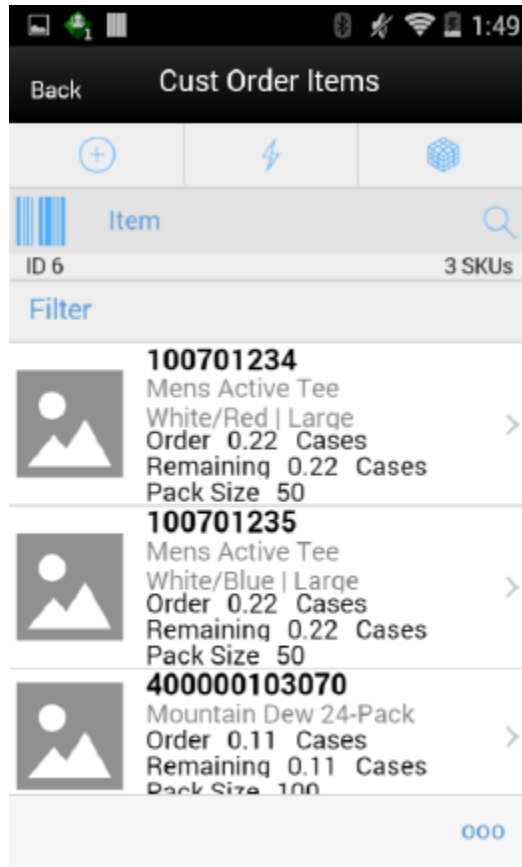 1:49
Back Cust Order Items
Item
ID 6 3 SKUs
Filter
100701234
Mens Active Tee
White/Red | Large
Order 0.22 Cases
Remaining 0.22 Cases
Pack Size 50
100701235
Mens Active Tee
White/Blue | Large
Order 0.22 Cases
Remaining 0.22 Cases
Pack Size 50
400000103070
Mountain Dew 24-Pack
Order 0.11 Cases
Remaining 0.11 Cases
Pack Size 100